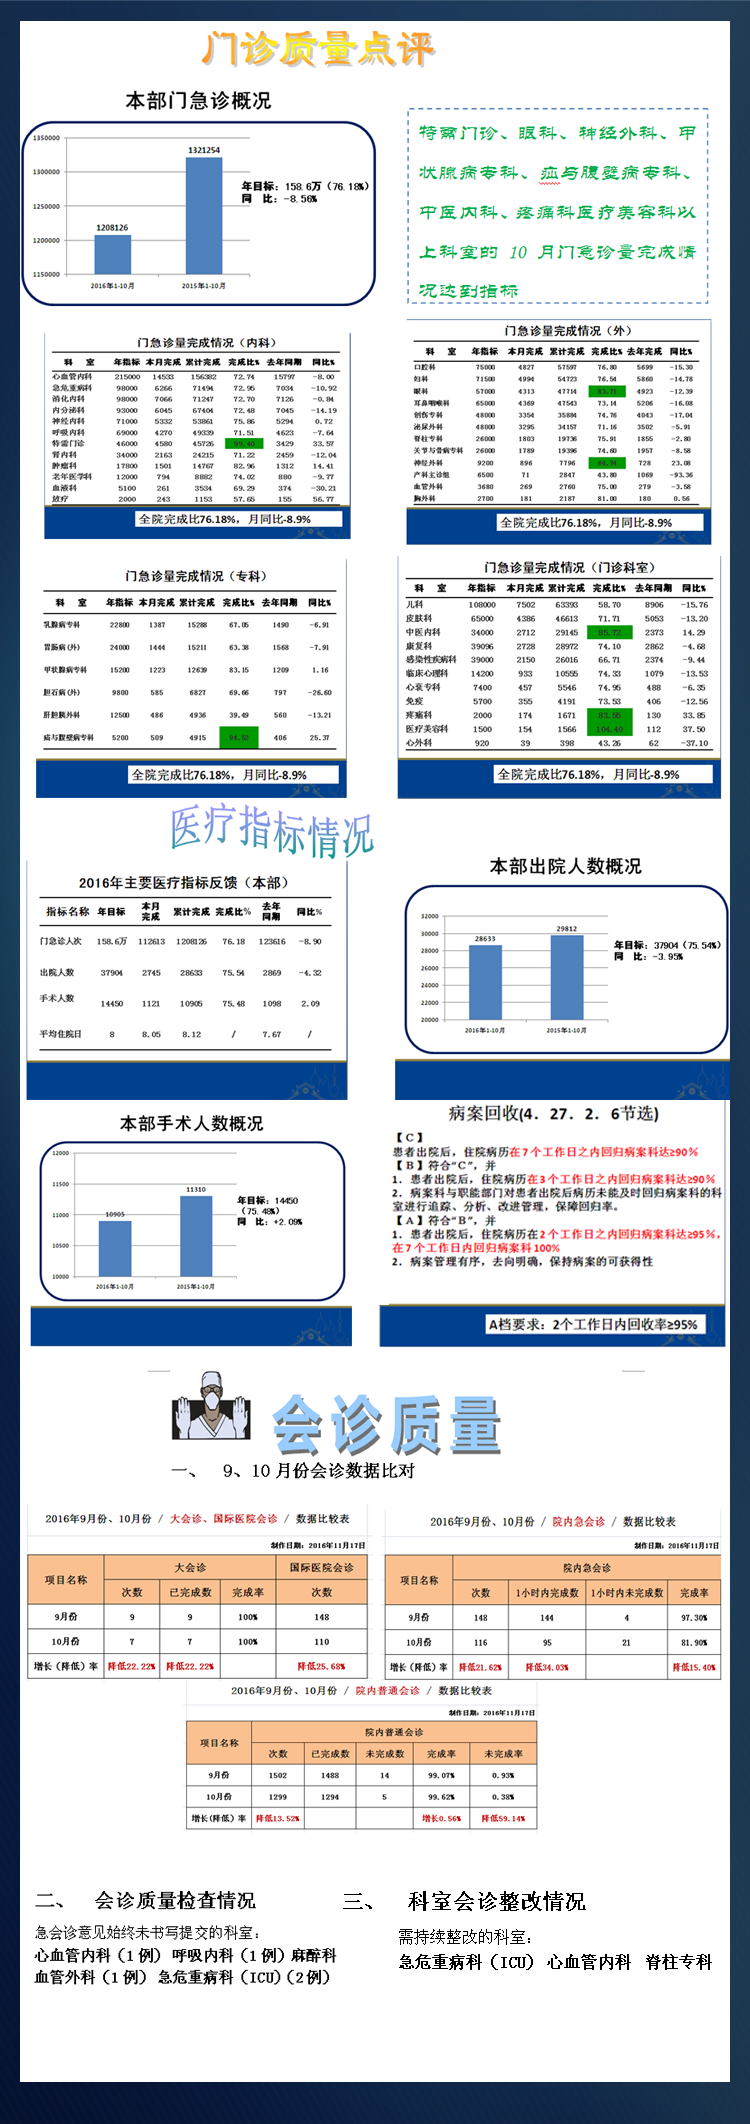 门诊质量点评
本部门急诊概况
1350000
1300000
1250000
1200000
1150000
1321254
1208126
2016年1-10月 2015年1-10月
年目标：158.6万（76.18%）
同 比：-8.56%
特需门诊、眼科、神经外科、甲
状腺病专科、疝与腹壁病专科、
中医内科、疼痛科医疗美容科以
上科室的 10 月门急诊量完成情
况达到指标
门急诊量完成情况（内科）
科 室 年指标 本月完成 累计完成 完成比% 去年同期 同比%
心血管内科 215000 14533 156382 72.74 15797 -8.00
急危重病科 98000 6266 71494 72.95 7034 -10.92
消化内科 98000 7066 71247 72.70 7126 -0.84
内分泌科 93000 6045 67404 72.48 7045 -14.19
神经内科 71000 5332 53861 75.86 5294 0.72
呼吸内科 69000 4270 49339 71.51 4623 -7.64
特需门诊 46000 4580 45726 99.40 3429 33.57
肾内科 34000 2163 24215 71.22 2459 -12.04
肿瘤科 17800 1501 14767 82.96 1312 14.41
老年医学科 12000 794 8882 74.02 880 -9.77
血液科 5100 261 3534 69.29 374 -30.21
放疗 2000 243 1153 57.65 155 56.77
全院完成比76.18%，月同比-8.9%
门急诊量完成情况（外）
科 室 年指标 本月完成 累计完成 完成比% 去年完成 同比%
口腔科 75000 4827 57597 76.80 5699 -15.30
妇科 71500 4994 54723 76.54 5860 -14.78
眼科 57000 4313 47714 83.71 4923 -12.39
耳鼻咽喉科 65000 4369 47543 73.14 5206 -16.08
创伤专科 48000 3354 35884 74.76 4043 -17.04
泌尿外科 48000 3295 34157 71.16 3502 -5.91
脊柱专科 26000 1803 19736 75.91 1855 -2.80
关节与骨病专科 26000 1789 19396 74.60 1957 -8.58
神经外科 9200 896 7796 84.74 728 23.08
产科主诊组 6500 71 2847 43.80 1069 -93.36
血管外科 3680 269 2760 75.00 279 -3.58
胸外科 2700 181 2187 81.00 180 0.56
全院完成比76.18%，月同比-8.9%
门急诊量完成情况（专科）
科 室 年指标 本月完成 累计完成 完成比% 去年同期 同比%
乳腺病专科 22800 1387 15288 67.05 1490 -6.91
胃肠病(外) 24000 1444 15211 63.38 1568 -7.91
甲状腺病专科 15200 1223 12639 83.15 1209 1.16
胆石病(外) 9800 585 6827 69.66 797 -26.60
肝胆胰外科 12500 486 4936 39.49 560 -13.21
疝与腹壁病专科 5200 509 4915 94.52 406 25.37
全院完成比76.18%，月同比-8.9%
门急诊量完成情况（门诊科室）
科 室 年指标 本月完成 累计完成 完成比% 去年同期 同比%
儿科 108000 7502 63393 58.70 8906 -15.76
皮肤科 65000 4386 46613 71.71 5053 -13.20
中医内科 34000 2712 29145 85.72 2373 14.29
康复科 39096 2728 28972 74.10 2862 -4.68
感染性疾病科 39000 2150 26016 66.71 2374 -9.44
临床心理科 14200 933 10555 74.33 1079 -13.53
心衰专科 7400 457 5546 74.95 488 -6.35
免疫 5700 355 4191 73.53 406 -12.56
疼痛科 2000 174 1671 83.55 130 33.85
医疗美容科 1500 154 1566 104.40 112 37.50
心外科 920 39 398 43.26 62 -37.10
全院完成比76.18%，月同比-8.9%
医疗指标情况
2016年主要医疗指标反馈（本部）
指标名称 年目标 本月完成 累计完成 完成比% 去年同期 同比%
门急诊人次 158.6万 112613 1208126 76.18 123616 -8.90
出院人数 37904 2745 28633 75.54 2869 -4.32
手术人数 14450 1121 10905 75.48 1098 2.09
平均住院日 8 8.05 8.12 / 7.67 /
本部出院人数概况
32000
30000
28000
26000
24000
22000
20000
28633
29812
2016年1-10月 2015年1-10月
年目标：37904（75.54%）
同 比：-3.95%
本部手术人数概况
12000
11500
11000
10500
10000
10905
11310
2016年1-10月 2015年1-10月
年目标：14450
（75.48%）
同 比：+2.09%
病案回收(4．27．2．6节选)
【C】
患者出院后，住院病历在7个工作日之内回归病案科达≥90%
【B】符合“C”，并
1．患者出院后，住院病历在3个工作日之内回归病案科达≥90%
2．病案科与职能部门对患者出院后病历未能及时回归病案科的科
室进行追踪、分析、改进管理，保障回归率。
【A】符合“B”，并
1．患者出院后，住院病历在2个工作日之内回归病案科达≥95%，
在7个工作日内回归病案科100%
2．病案管理有序，去向明确，保持病案的可获得性
A档要求：2个工作日内回收率≥95%
会诊质量
一、 9、10月份会诊数据比对
2016年9月份、10月份 / 大会诊、国际医院会诊 / 数据比较表
制作日期：2016年11月17日
项目名称 大会诊 国际医院会诊
次数 已完成数 完成率 次数
9月份 9 9 100% 148
10月份 7 7 100% 110
增长（降低）率 降低22.22% 降低22.22% 降低25.68%
2016年9月份、10月份 / 院内急会诊 / 数据比较表
制作日期：2016年11月17日
项目名称 院内急会诊
次数 1小时内完成数 1小时内未完成数 完成率
9月份 148 144 4 97.30%
10月份 116 95 21 81.90%
增长（降低）率 降低21.62% 降低34.03% 降低15.40%
2016年9月份、10月份 / 院内普通会诊 / 数据比较表
制作日期：2016年11月17日
项目名称 院内普通会诊
次数 已完成数 未完成数 完成率 未完成率
9月份 1502 1488 14 99.07% 0.93%
10月份 1299 1294 5 99.62% 0.38%
增长(降低）率 降低13.52% 增长0.56% 降低59.14%
二、 会诊质量检查情况
急会诊意见始终未书写提交的科室：
心血管内科（1例） 呼吸内科（1例）麻醉科
血管外科（1例） 急危重病科（ICU）（2例）
三、 科室会诊整改情况
需持续整改的科室：
急危重病科（ICU） 心血管内科 脊柱专科